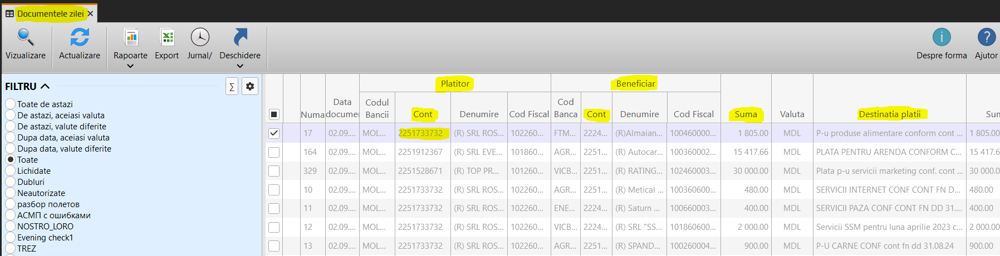 Documentele zilei
Vizualizare Actualizare Rapoarte Export Jurnal/ Deschidere Despre forma Ajutor
FILTRU
Toate de astazi
De astazi, aceiasi valuta
De astazi, valute diferite
Dupa data, aceiasi valuta
Dupa data, valute diferite
Toate
Lichidate
Dubluri
Neautorizate
разбор полетов
АСМП с ошибками
NOSTRO_LORO
Evening check1
TREZ
Platitor Beneficiar
Numa Data documen Codul Bancii Cont Denumire Cod Fiscal Cod Banca Cont Denumire Cod Fiscal Suma Valuta Destinatia platii Sum
17 02.09.... MOL... 2251733732 (R) SRL ROS... 102260... FTM... 2224... (R)Almaian... 100460000... 1 805.00 MDL P-u produse alimentare conform cont ... 1 805.00
164 02.09.... MOL... 2251912367 (R) SRL EVE... 101860... AGR... 2251... (R) Autocar... 100360002... 15 417.66 MDL PLATA PENTRU ARENDA CONFORM C... 15 417.6
329 02.09.... MOL... 2251528671 (R) TOP PR... 101260... VICB... 2251... (R) RATING... 102460003... 30 000.00 MDL Plata p-u servicii marketing conf. cont ... 30 000.00
10 02.09.... MOL... 2251733732 (R) SRL ROS... 102260... AGR... 2251... (R) Metical ... 100360600... 480.00 MDL SERVICII INTERNET CONF CONT FN D... 480.00
11 02.09.... MOL... 2251733732 (R) SRL ROS... 102260... ENE... 2224... (R) Saturn ... 100660003... 400.00 MDL SERVICII PAZA CONF CONT FN DD 31.... 400.00
12 02.09.... MOL... 2251733732 (R) SRL ROS... 102260... VICB... 2224... (R) SRL "SS... 101860600... 2 000.00 MDL Servicii SSM pentru luna aprilie 2023 c... 2 000.00
13 02.09.... MOL... 2251733732 (R) SRL ROS... 102260... AGR... 2251... (R) SPAND... 100260004... 900.00 MDL P-U CARNE CONF cont fn dd 31.08.24 900.00